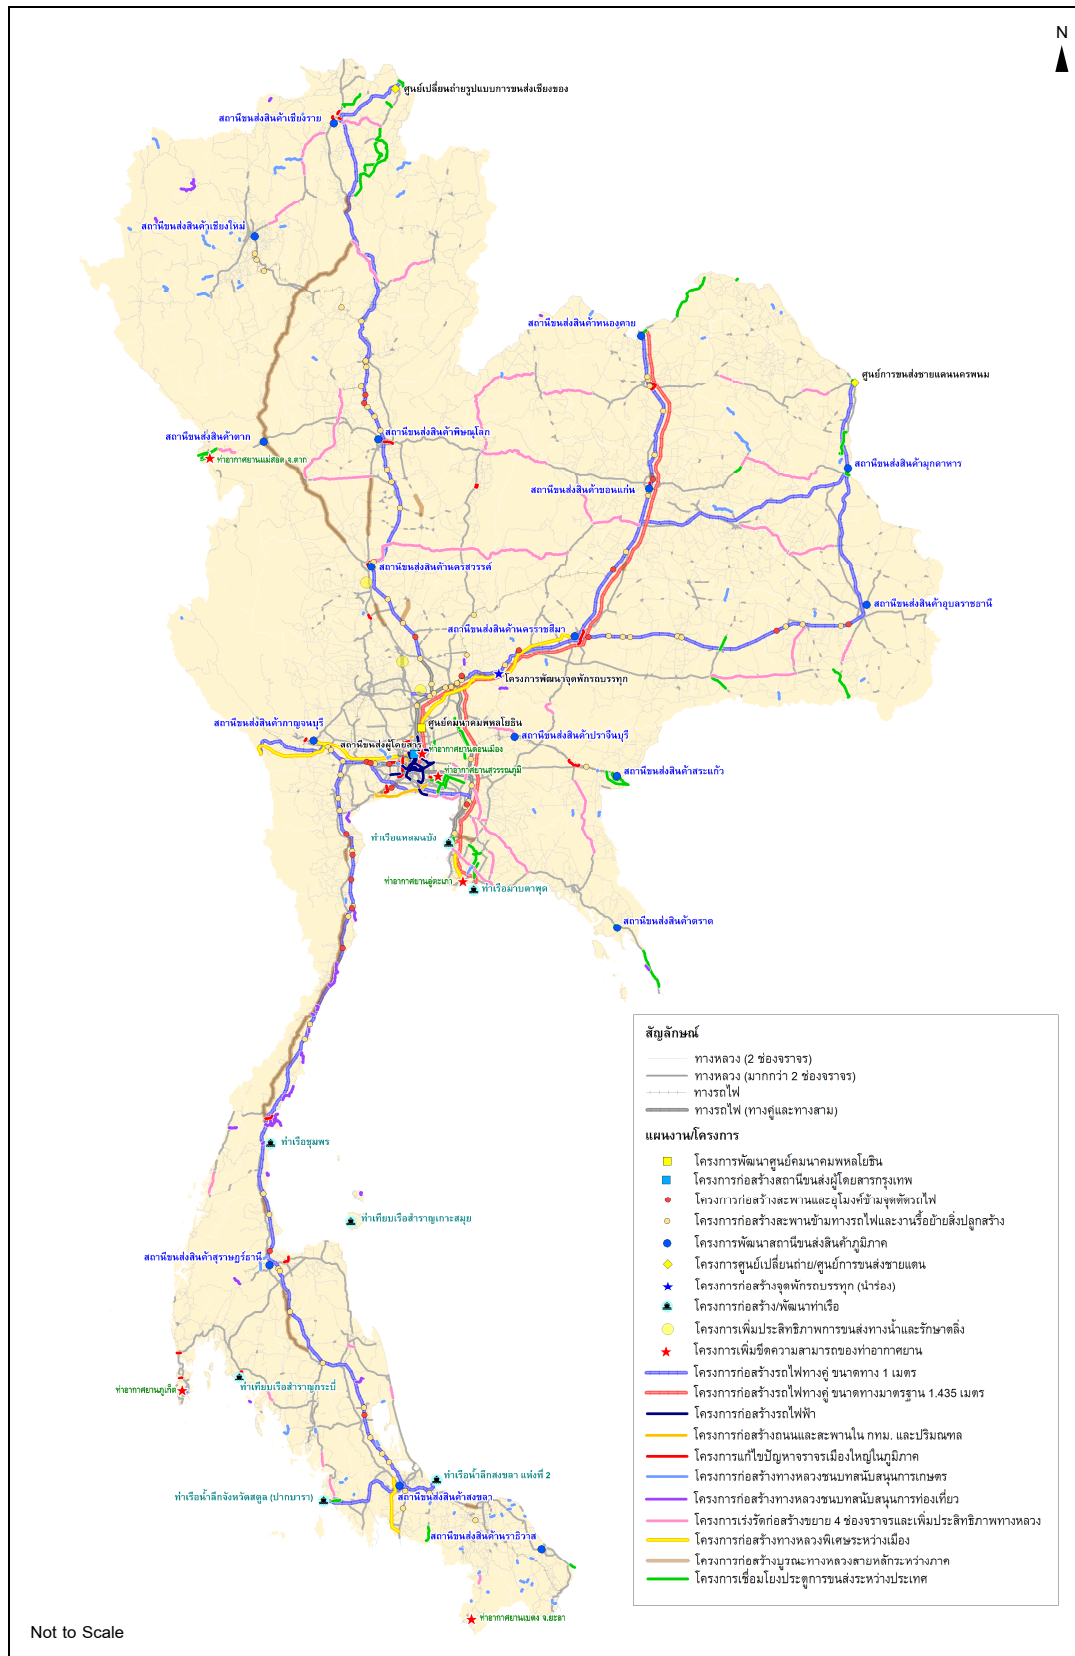 N
ศูนย์เปลี่ยนถ่ายรูปแบบการขนส่งเชียงของ
สถานีขนส่งสินค้าเชียงราย
สถานีขนส่งสินค้าเชียงใหม่
สถานีขนส่งสินค้าหนองคาย
ศูนย์การขนส่งชายแดนนครพนม
สถานีขนส่งสินค้าตาก
สถานีขนส่งสินค้าพิษณุโลก
ท่าอากาศยานแม่สอด จ.ตาก
สถานีขนส่งสินค้ามุกดาหาร
สถานีขนส่งสินค้าขอนแก่น
สถานีขนส่งสินค้านครสวรรค์
สถานีขนส่งสินค้าอุบลราชธานี
สถานีขนส่งสินค้านครราชสีมา
โครงการพัฒนาจุดพักรถบรรทุก
สถานีขนส่งสินค้ากาญจนบุรี
ศูนย์คมนาคมพหลโยธิน
สถานีขนส่งสินค้าปราจีนบุรี
สถานีขนส่งผู้โดยสาร
ท่าอากาศยานดอนเมือง
ท่าอากาศยานสุวรรณภูมิ
สถานีขนส่งสินค้าสระแก้ว
ท่าเรือแหลมฉบัง
ท่าอากาศยานอู่ตะเภา
ท่าเรือมาบตาพุด
สถานีขนส่งสินค้าตราด
ท่าเรือชุมพร
ท่าเทียบเรือสำราญเกาะสมุย
สถานีขนส่งสินค้าสุราษฎร์ธานี
ท่าอากาศยานภูเก็ต
ท่าเทียบเรือสำราญกระบี่
ท่าเรือน้ำลึกสงขลา แห่งที่ 2
ท่าเรือน้ำลึกจังหวัดสตูล (ปากบารา)
สถานีขนส่งสินค้าสงขลา
สถานีขนส่งสินค้านราธิวาส
ท่าอากาศยานเบตง จ.ยะลา
สัญลักษณ์
ทางหลวง (2 ช่องจราจร)
ทางหลวง (มากกว่า 2 ช่องจราจร)
ทางรถไฟ
ทางรถไฟ (ทางคู่และทางสาม)
แผนงาน/โครงการ
โครงการพัฒนาศูนย์คมนาคมพหลโยธิน
โครงการก่อสร้างสถานีขนส่งผู้โดยสารกรุงเทพ
โครงการก่อสร้างสะพานและอุโมงค์ข้ามจุดตัดรถไฟ
โครงการก่อสร้างสะพานข้ามทางรถไฟและงานรื้อย้ายสิ่งปลูกสร้าง
โครงการพัฒนาสถานีขนส่งสินค้าภูมิภาค
โครงการศูนย์เปลี่ยนถ่าย/ศูนย์การขนส่งชายแดน
โครงการก่อสร้างจุดพักรถบรรทุก (นำร่อง)
โครงการก่อสร้าง/พัฒนาท่าเรือ
โครงการเพิ่มประสิทธิภาพการขนส่งทางน้ำและรักษาตลิ่ง
โครงการเพิ่มขีดความสามารถของท่าอากาศยาน
โครงการก่อสร้างรถไฟทางคู่ ขนาดทาง 1 เมตร
โครงการก่อสร้างรถไฟทางคู่ ขนาดทางมาตรฐาน 1.435 เมตร
โครงการก่อสร้างรถไฟฟ้า
โครงการก่อสร้างถนนและสะพานใน กทม. และปริมณฑล
โครงการแก้ไขปัญหาจราจรเมืองใหญ่ในภูมิภาค
โครงการก่อสร้างทางหลวงชนบทสนับสนุนการเกษตร
โครงการก่อสร้างทางหลวงชนบทสนับสนุนการท่องเที่ยว
โครงการเร่งรัดก่อสร้างขยาย 4 ช่องจราจรและเพิ่มประสิทธิภาพทางหลวง
โครงการก่อสร้างทางหลวงพิเศษระหว่างเมือง
โครงการก่อสร้างบูรณะทางหลวงสายหลักระหว่างภาค
โครงการเชื่อมโยงประตูการขนส่งระหว่างประเทศ
Not to Scale